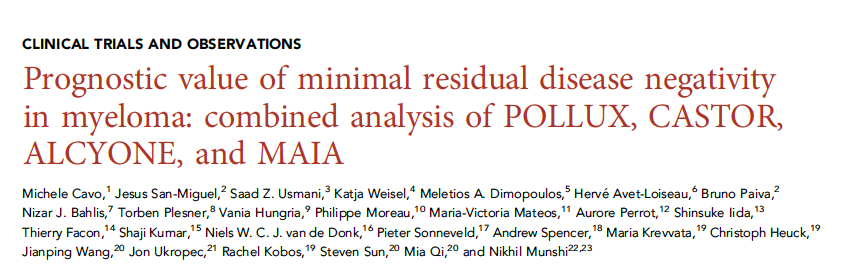 CLINICAL TRIALS AND OBSERVATIONS
Prognostic value of minimal residual disease negativity
in myeloma: combined analysis of POLLUX, CASTOR,
ALCYONE, and MAIA
Michele Cavo,¹ Jesus San-Miguel,² Saad Z. Usmani,³ Katja Weisel,⁴ Meletios A. Dimopoulos,⁵ Hervé Avet-Loiseau,⁶ Bruno Paiva,²
Nizar J. Bahlis,⁷ Torben Plesner,⁸ Vania Hungria,⁹ Philippe Moreau,¹⁰ Maria-Victoria Mateos,¹¹ Aurore Perrot,¹² Shinsuke Iida,¹³
Thierry Facon,¹⁴ Shaji Kumar,¹⁵ Niels W. C. J. van de Donk,¹⁶ Pieter Sonneveld,¹⁷ Andrew Spencer,¹⁸ Maria Krevvata,¹⁹ Christoph Heuck,¹⁹
Jianping Wang,²⁰ Jon Ukropec,²¹ Rachel Kobos,¹⁹ Steven Sun,²⁰ Mia Qi,²⁰ and Nikhil Munshi²²,²³